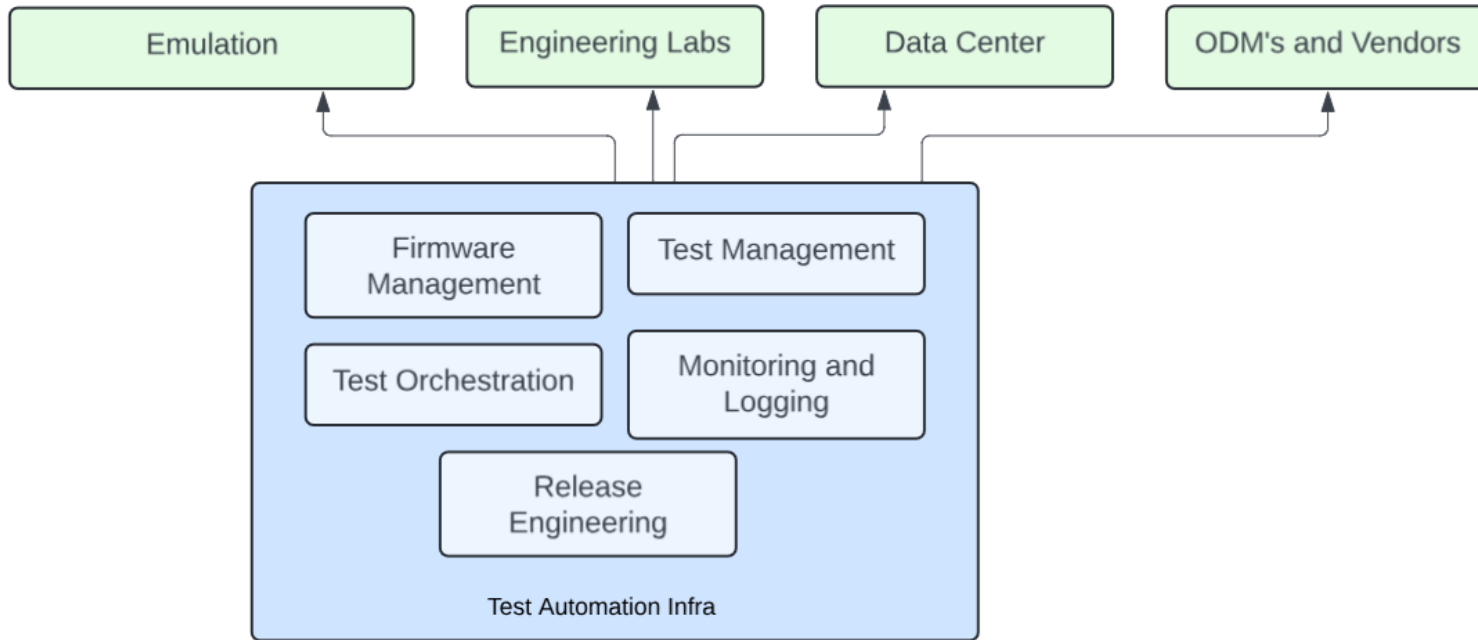 Emulation
Engineering Labs
Data Center
ODM's and Vendors
Firmware
Management
Test Management
Test Orchestration
Monitoring and
Logging
Release
Engineering
Test Automation Infra